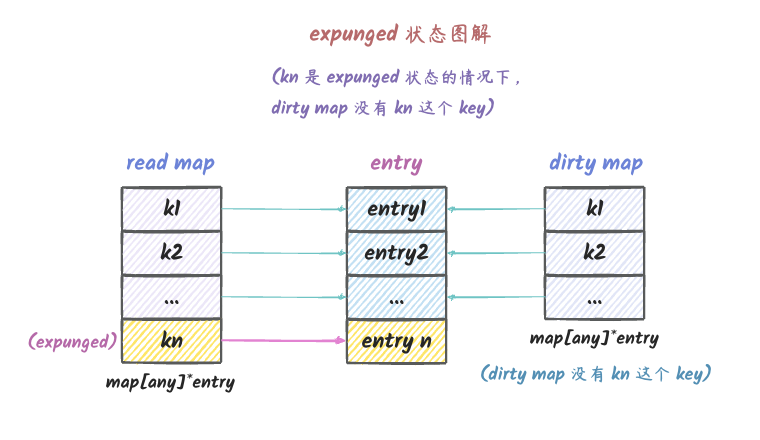 expunged 状态图解
(kn 是 expunged 状态的情况下，
dirty map 没有 kn 这个 key)
read map
entry
dirty map
k1
entry1
k1
k2
entry2
k2
...
...
...
(expunged)
kn
entry n
map[any]*entry
map[any]*entry
(dirty map 没有 kn 这个 key)